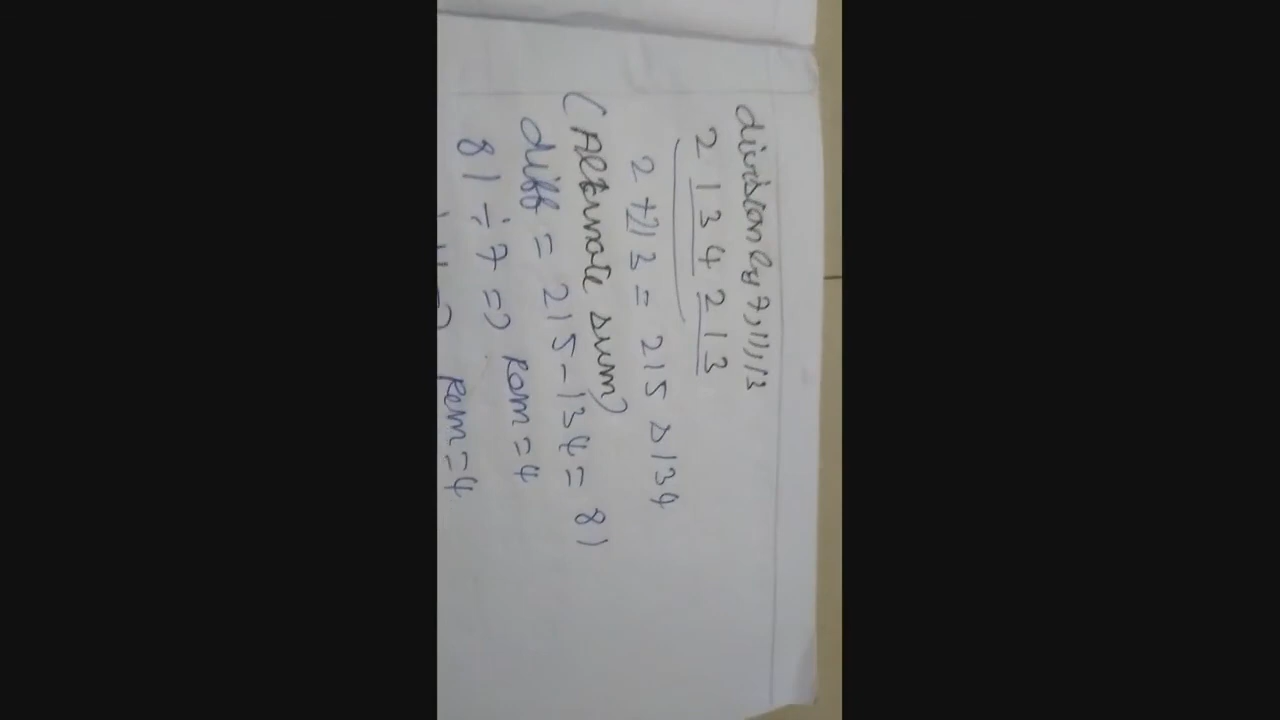 division by 7, 11, 13
2 134 213
2 + 213 = 215 & 134
(Alternate sum)
diff = 215 - 134 = 81
81 ÷ 7 => Rem = 4
11 => Rem = 4